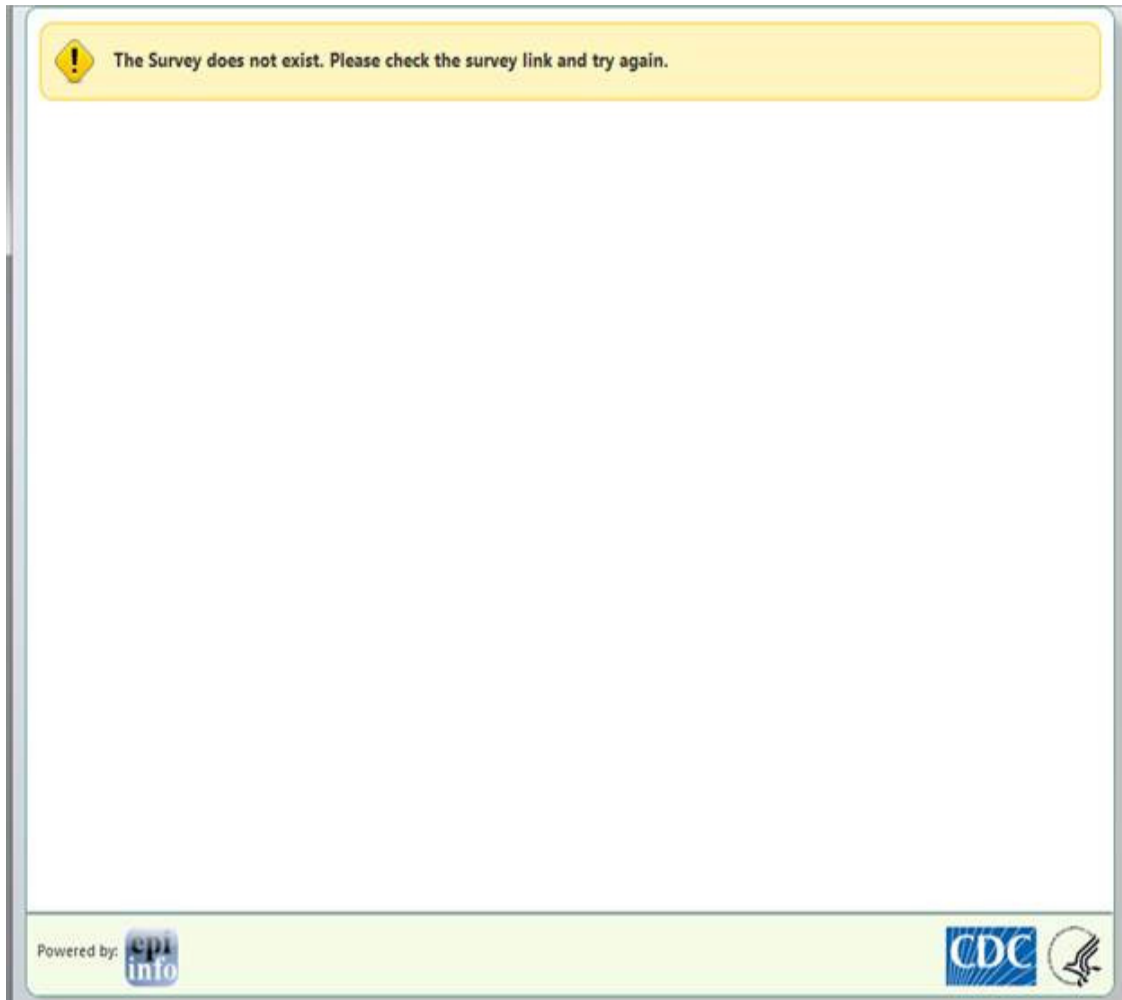 The Survey does not exist. Please check the survey link and try again.
Powered by: epi
info
CDC